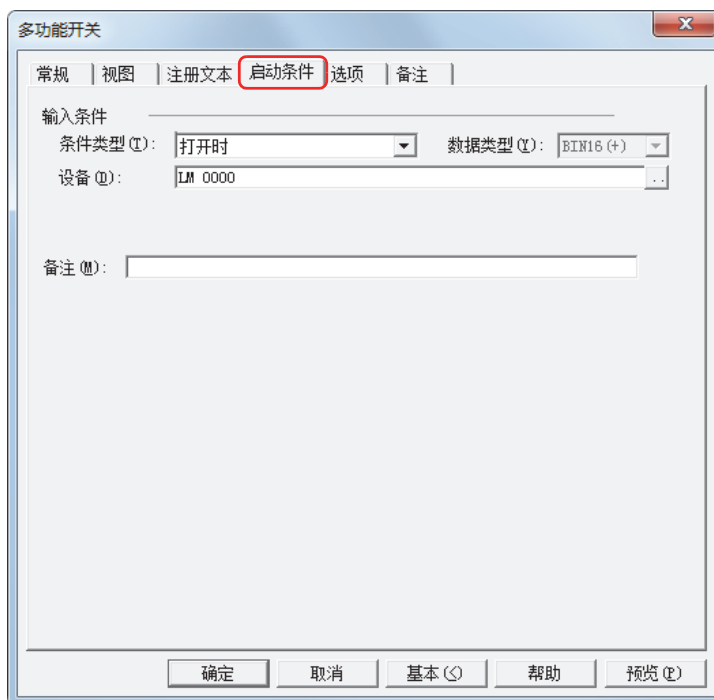 多功能开关
常规 视图 注册文本 启动条件 选项 备注
输入条件
条件类型(T): 打开时 数据类型(Y): BIN16(+)
设备(D): LM 0000 ..
备注(M):
确定 取消 基本(<) 帮助 预览(P)